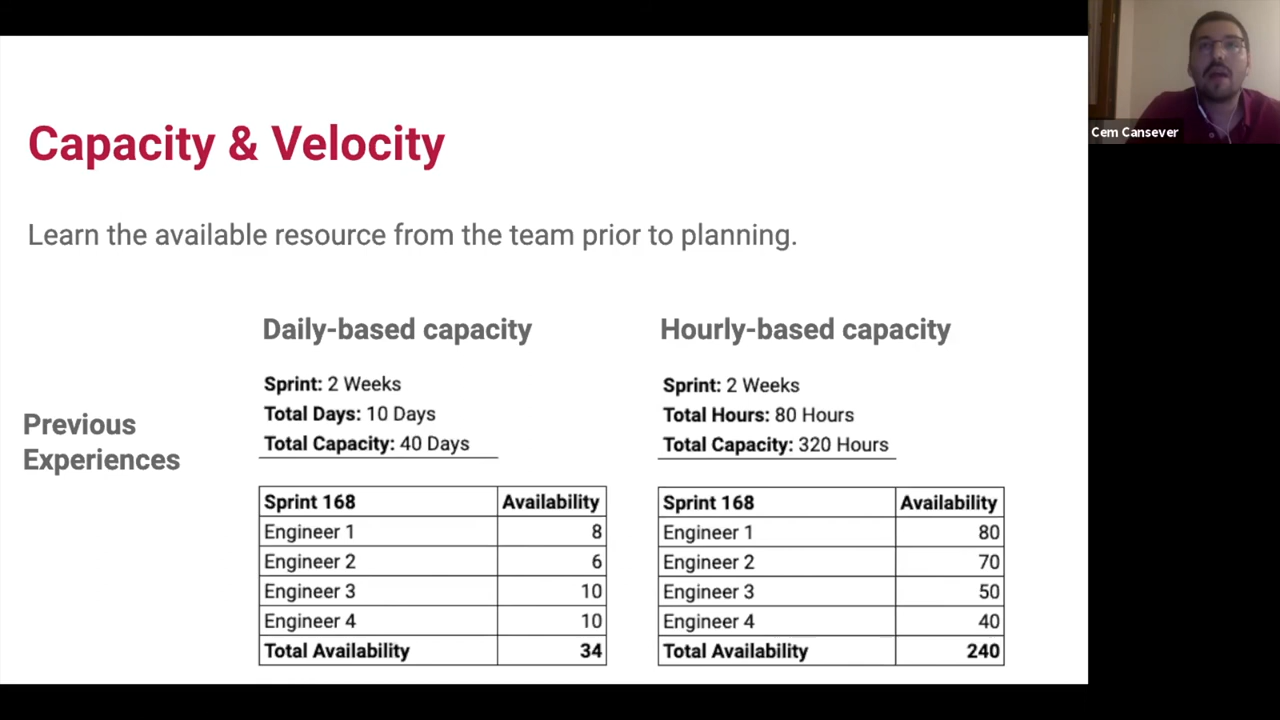 Capacity & Velocity
Cem Cansever
Learn the available resource from the team prior to planning.
Previous
Experiences
Daily-based capacity
Sprint: 2 Weeks
Total Days: 10 Days
Total Capacity: 40 Days
Sprint 168 Availability
Engineer 1 8
Engineer 2 6
Engineer 3 10
Engineer 4 10
Total Availability 34
Hourly-based capacity
Sprint: 2 Weeks
Total Hours: 80 Hours
Total Capacity: 320 Hours
Sprint 168 Availability
Engineer 1 80
Engineer 2 70
Engineer 3 50
Engineer 4 40
Total Availability 240